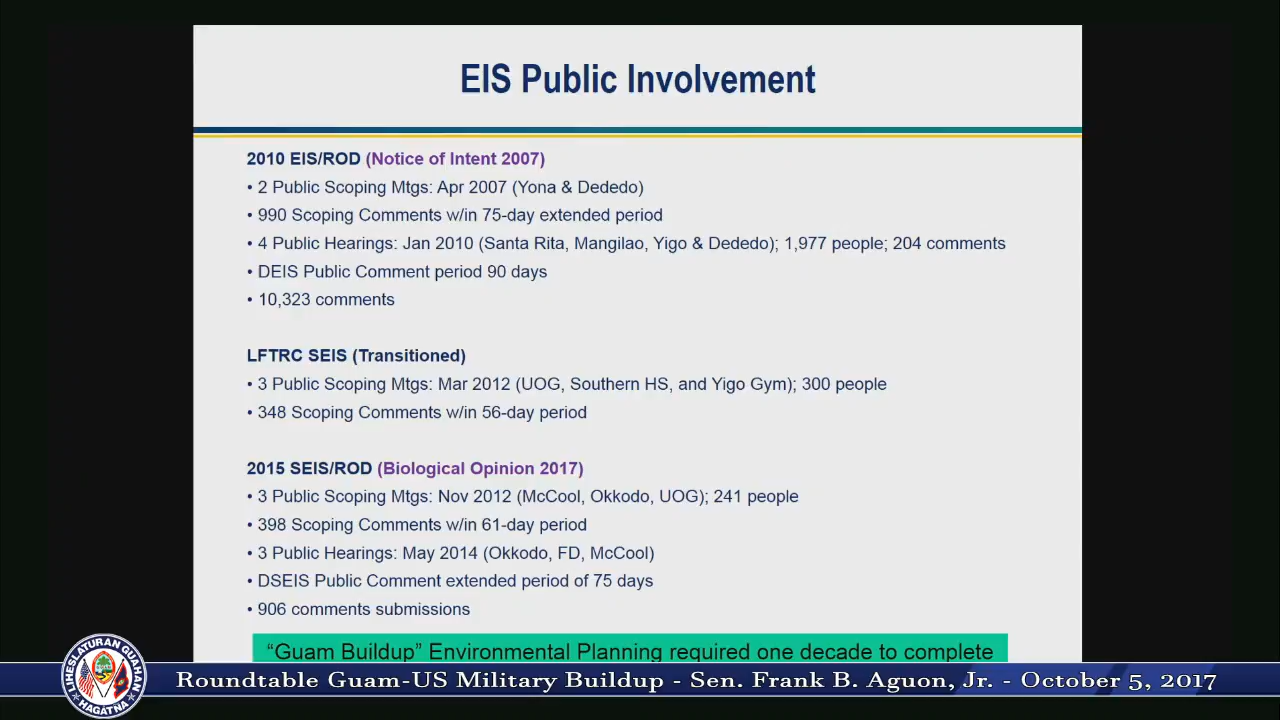 EIS Public Involvement
2010 EIS/ROD (Notice of Intent 2007)
• 2 Public Scoping Mtgs: Apr 2007 (Yona & Dededo)
• 990 Scoping Comments w/in 75-day extended period
• 4 Public Hearings: Jan 2010 (Santa Rita, Mangilao, Yigo & Dededo); 1,977 people; 204 comments
• DEIS Public Comment period 90 days
• 10,323 comments
LFTRC SEIS (Transitioned)
• 3 Public Scoping Mtgs: Mar 2012 (UOG, Southern HS, and Yigo Gym); 300 people
• 348 Scoping Comments w/in 56-day period
2015 SEIS/ROD (Biological Opinion 2017)
• 3 Public Scoping Mtgs: Nov 2012 (McCool, Okkodo, UOG); 241 people
• 398 Scoping Comments w/in 61-day period
• 3 Public Hearings: May 2014 (Okkodo, FD, McCool)
• DSEIS Public Comment extended period of 75 days
• 906 comments submissions
“Guam Buildup” Environmental Planning required one decade to complete
LIHESLATURAN GUAHAN
HAGATNA
Roundtable Guam-US Military Buildup - Sen. Frank B. Aguon, Jr. - October 5, 2017